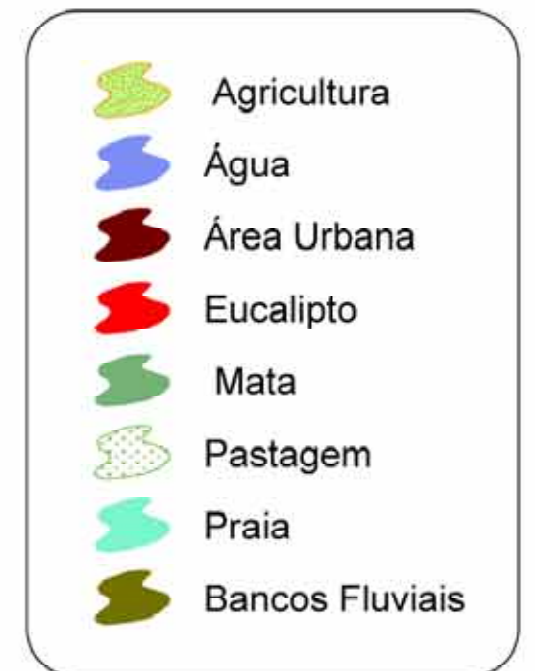 Agricultura
Água
Área Urbana
Eucalipto
Mata
Pastagem
Praia
Bancos Fluviais